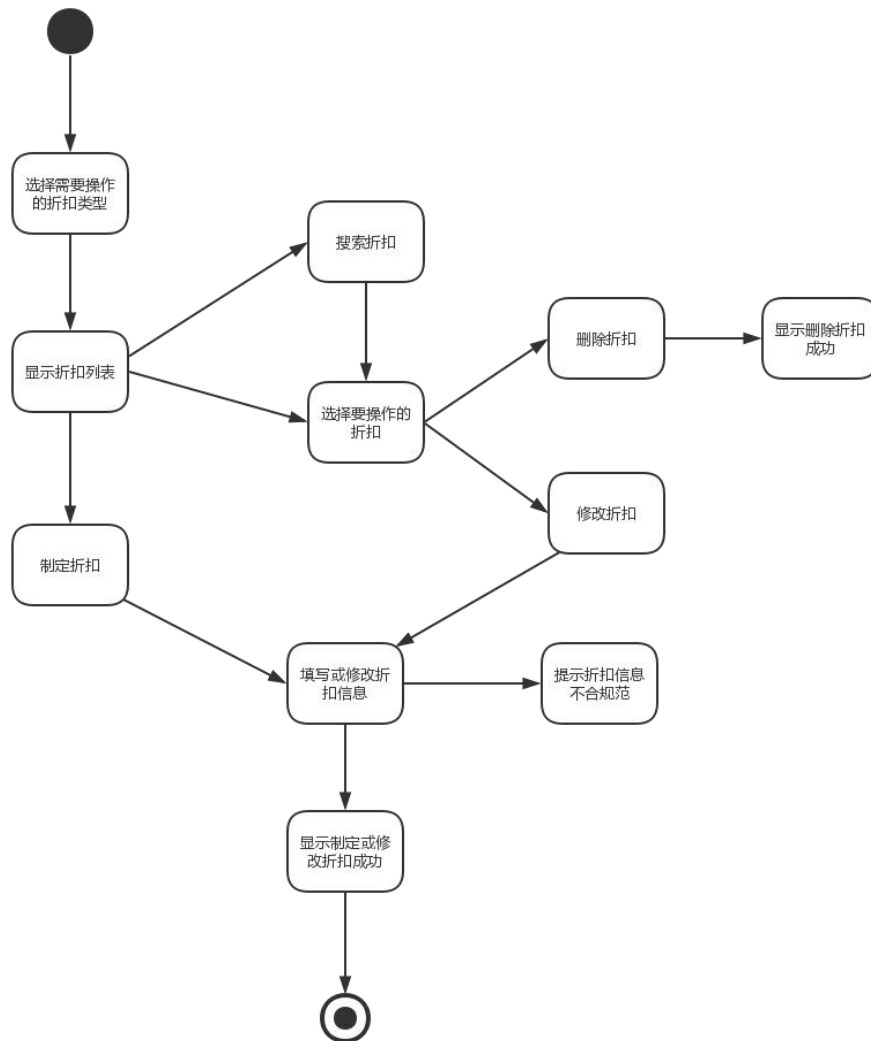 选择需要操作
的折扣类型
搜索折扣
删除折扣
显示删除折扣
成功
显示折扣列表
选择要操作的
折扣
修改折扣
制定折扣
填写或修改折
扣信息
提示折扣信息
不合规范
显示制定或修
改折扣成功